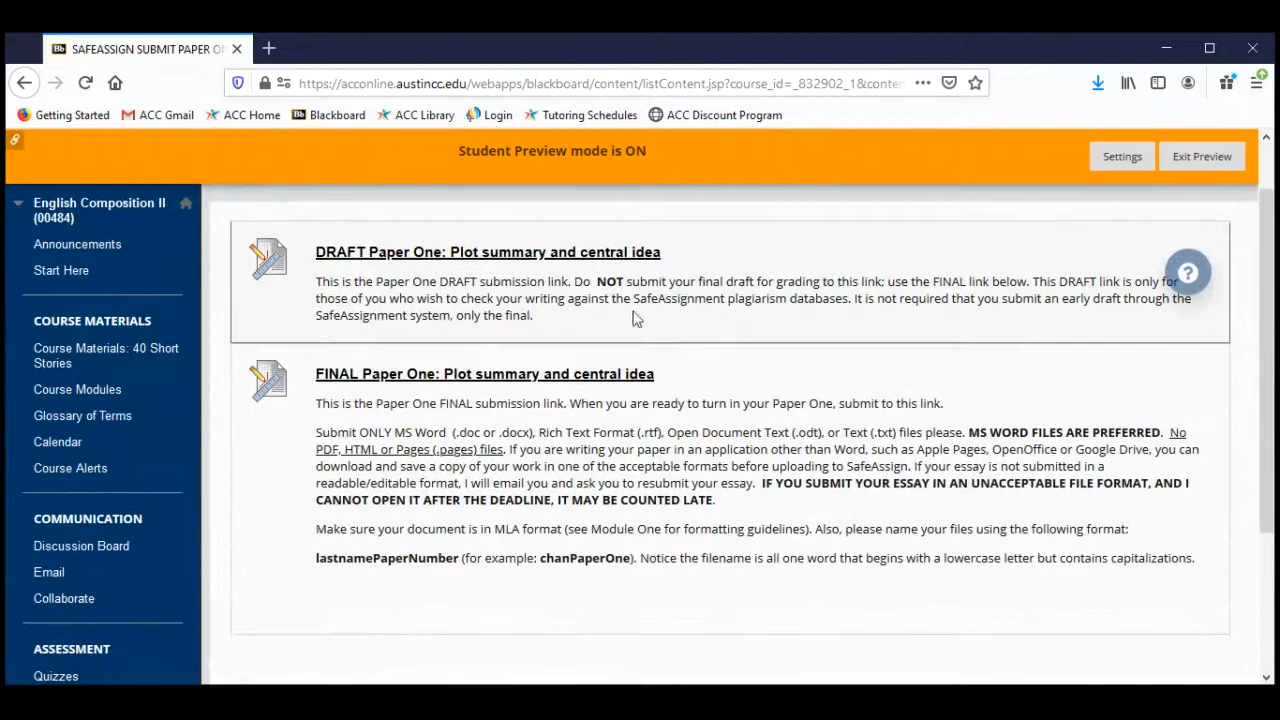 SAFEASSIGN SUBMIT PAPER O
https://acconline.austincc.edu/webapps/blackboard/content/listContent.jsp?course_id=_832902_1&conten
Getting Started ACC Gmail ACC Home Bb Blackboard ACC Library Login Tutoring Schedules ACC Discount Program
Student Preview mode is ON
Settings Exit Preview
English Composition II
(00484)
Announcements
Start Here
COURSE MATERIALS
Course Materials: 40 Short
Stories
Course Modules
Glossary of Terms
Calendar
Course Alerts
COMMUNICATION
Discussion Board
Email
Collaborate
ASSESSMENT
Quizzes
DRAFT Paper One: Plot summary and central idea
This is the Paper One DRAFT submission link. Do NOT submit your final draft for grading to this link; use the FINAL link below. This DRAFT link is only for
those of you who wish to check your writing against the SafeAssignment plagiarism databases. It is not required that you submit an early draft through the
SafeAssignment system, only the final.
?
FINAL Paper One: Plot summary and central idea
This is the Paper One FINAL submission link. When you are ready to turn in your Paper One, submit to this link.
Submit ONLY MS Word (.doc or .docx), Rich Text Format (.rtf), Open Document Text (.odt), or Text (.txt) files please. MS WORD FILES ARE PREFERRED. No
PDF, HTML or Pages (.pages) files. If you are writing your paper in an application other than Word, such as Apple Pages, OpenOffice or Google Drive, you can
download and save a copy of your work in one of the acceptable formats before uploading to SafeAssign. If your essay is not submitted in a
readable/editable format, I will email you and ask you to resubmit your essay. IF YOU SUBMIT YOUR ESSAY IN AN UNACCEPTABLE FILE FORMAT, AND I
CANNOT OPEN IT AFTER THE DEADLINE, IT MAY BE COUNTED LATE.
Make sure your document is in MLA format (see Module One for formatting guidelines). Also, please name your files using the following format:
lastnamePaperNumber (for example: chanPaperOne). Notice the filename is all one word that begins with a lowercase letter but contains capitalizations.